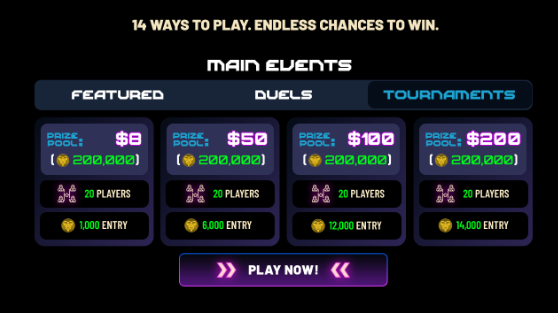 14 WAYS TO PLAY. ENDLESS CHANCES TO WIN.
MAIN EVENTS
FEATURED DUELS TOURNAMENTS
PRIZE POOL: $8
(200,000)
20 PLAYERS
1,000 ENTRY
PRIZE POOL: $50
(200,000)
20 PLAYERS
6,000 ENTRY
PRIZE POOL: $100
(200,000)
20 PLAYERS
12,000 ENTRY
PRIZE POOL: $200
(200,000)
20 PLAYERS
14,000 ENTRY
PLAY NOW!